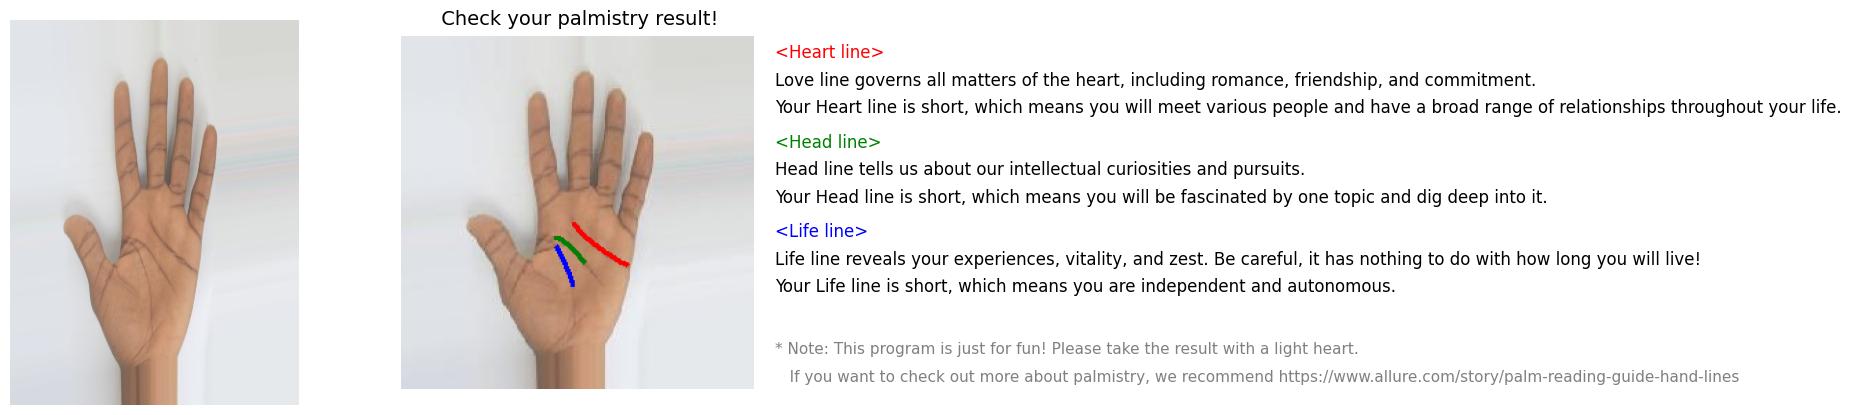 Check your palmistry result!
<Heart line>
Love line governs all matters of the heart, including romance, friendship, and commitment.
Your Heart line is short, which means you will meet various people and have a broad range of relationships throughout your life.
<Head line>
Head line tells us about our intellectual curiosities and pursuits.
Your Head line is short, which means you will be fascinated by one topic and dig deep into it.
<Life line>
Life line reveals your experiences, vitality, and zest. Be careful, it has nothing to do with how long you will live!
Your Life line is short, which means you are independent and autonomous.
* Note: This program is just for fun! Please take the result with a light heart.
If you want to check out more about palmistry, we recommend https://www.allure.com/story/palm-reading-guide-hand-lines